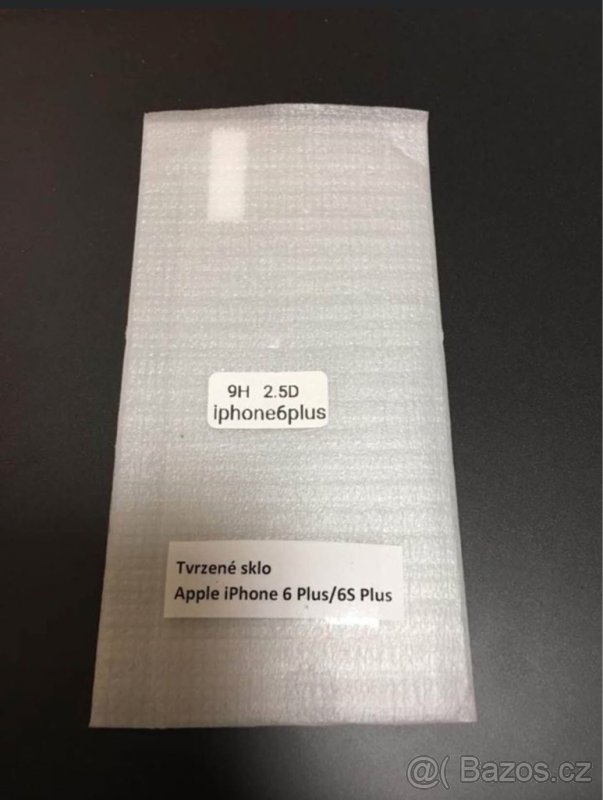 9H 2.5D
iphone6plus
Tvrzené sklo
Apple iPhone 6 Plus/6S Plus
@( Bazos.cz